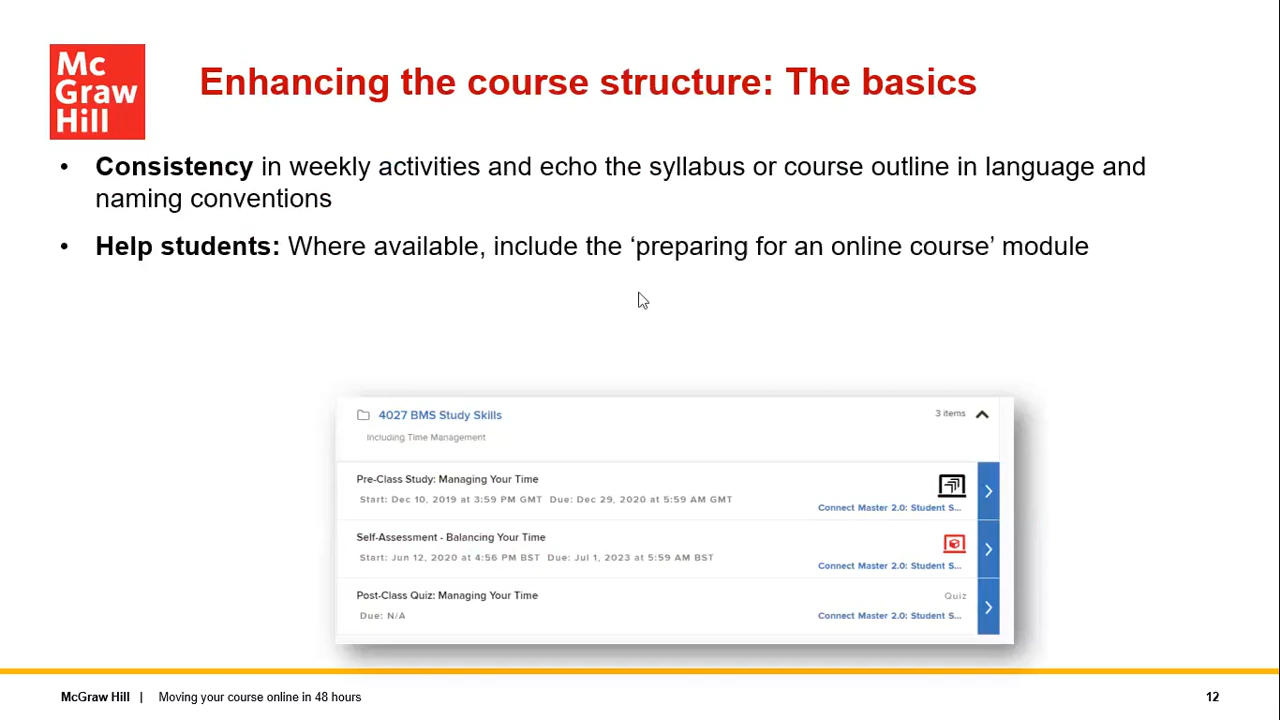 Mc
Graw
Hill
Enhancing the course structure: The basics
• Consistency in weekly activities and echo the syllabus or course outline in language and
naming conventions
• Help students: Where available, include the ‘preparing for an online course’ module
4027 BMS Study Skills
3 items
Including Time Management
Pre-Class Study: Managing Your Time
Start: Dec 10, 2019 at 3:59 PM GMT Due: Dec 29, 2020 at 5:59 AM GMT
Connect Master 2.0: Student S...
Self-Assessment - Balancing Your Time
Start: Jun 12, 2020 at 4:56 PM BST Due: Jul 1, 2023 at 5:59 AM BST
Connect Master 2.0: Student S...
Post-Class Quiz: Managing Your Time
Quiz
Due: N/A
Connect Master 2.0: Student S...
McGraw Hill | Moving your course online in 48 hours
12